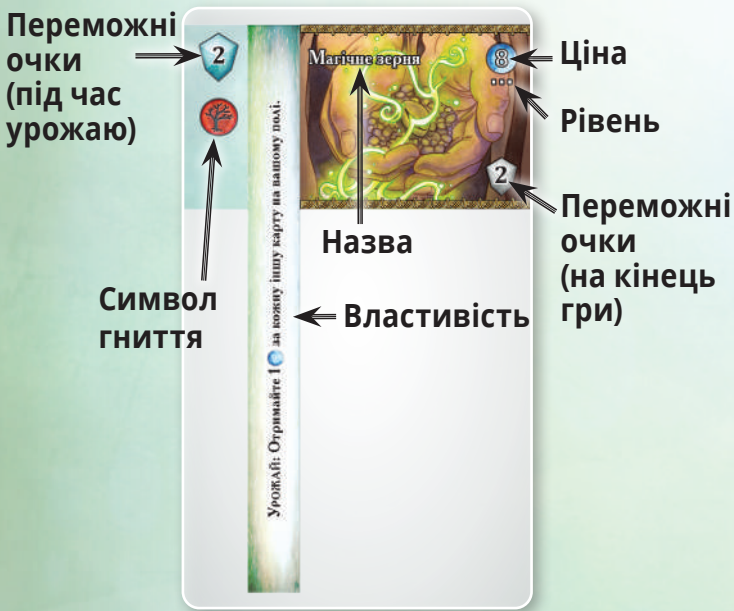 Переможні
очки
(під час
урожаю)
2
Магічне зерня
8
Ціна
Рівень
2
Переможні
очки
(на кінець
гри)
Назва
Символ
гниття
Властивість
Урожай: Отримайте 1 за кожну іншу карту на вашому полі.